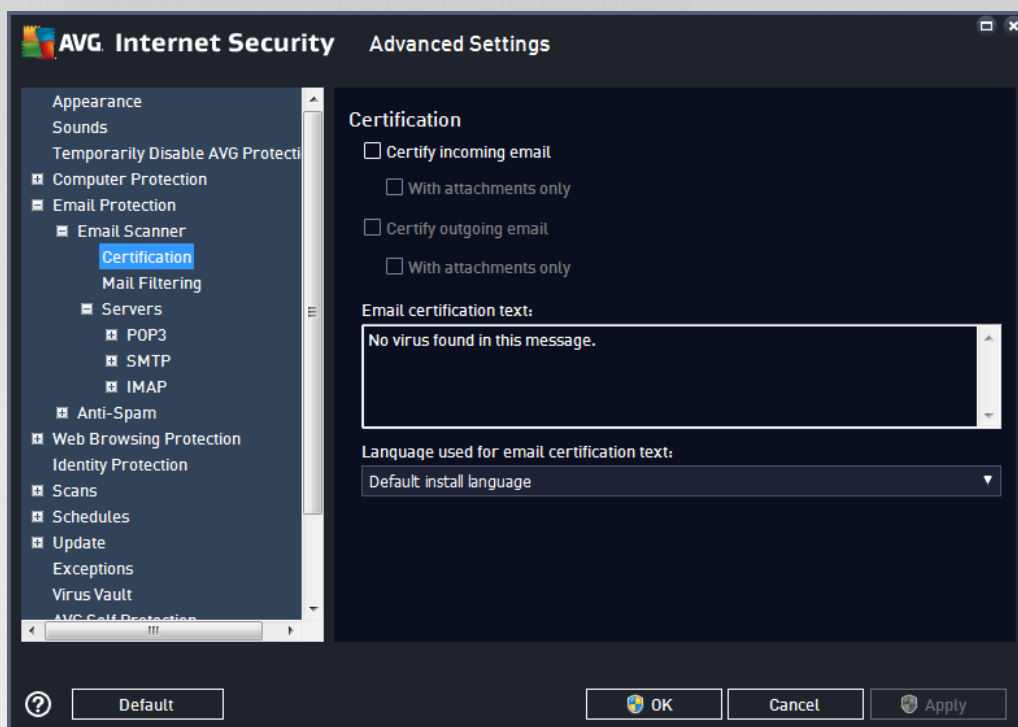 AVG. Internet Security Advanced Settings
Appearance
Sounds
Temporarily Disable AVG Protecti
Computer Protection
Email Protection
Email Scanner
Certification
Mail Filtering
Servers
POP3
SMTP
IMAP
Anti-Spam
Web Browsing Protection
Identity Protection
Scans
Schedules
Update
Exceptions
Virus Vault
AVG Self Protection
Certification
Certify incoming email
With attachments only
Certify outgoing email
With attachments only
Email certification text:
No virus found in this message.
Language used for email certification text:
Default install language
? Default
OK
Cancel
Apply